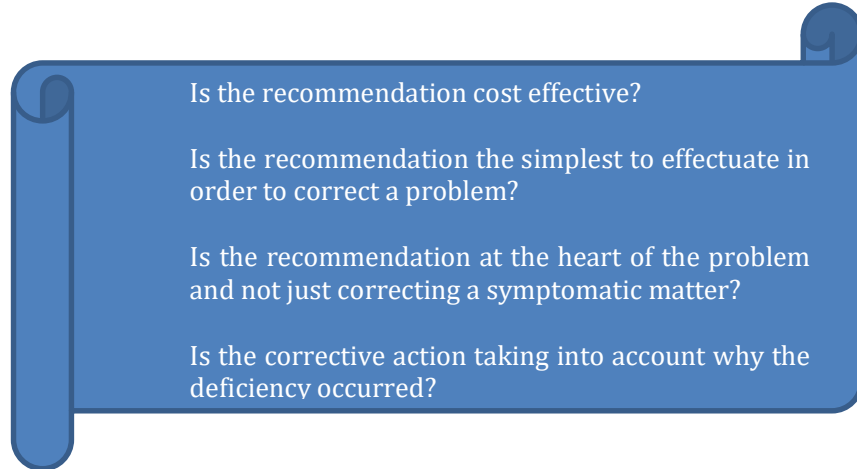 Is the recommendation cost effective?
Is the recommendation the simplest to effectuate in
order to correct a problem?
Is the recommendation at the heart of the problem
and not just correcting a symptomatic matter?
Is the corrective action taking into account why the
deficiency occurred?